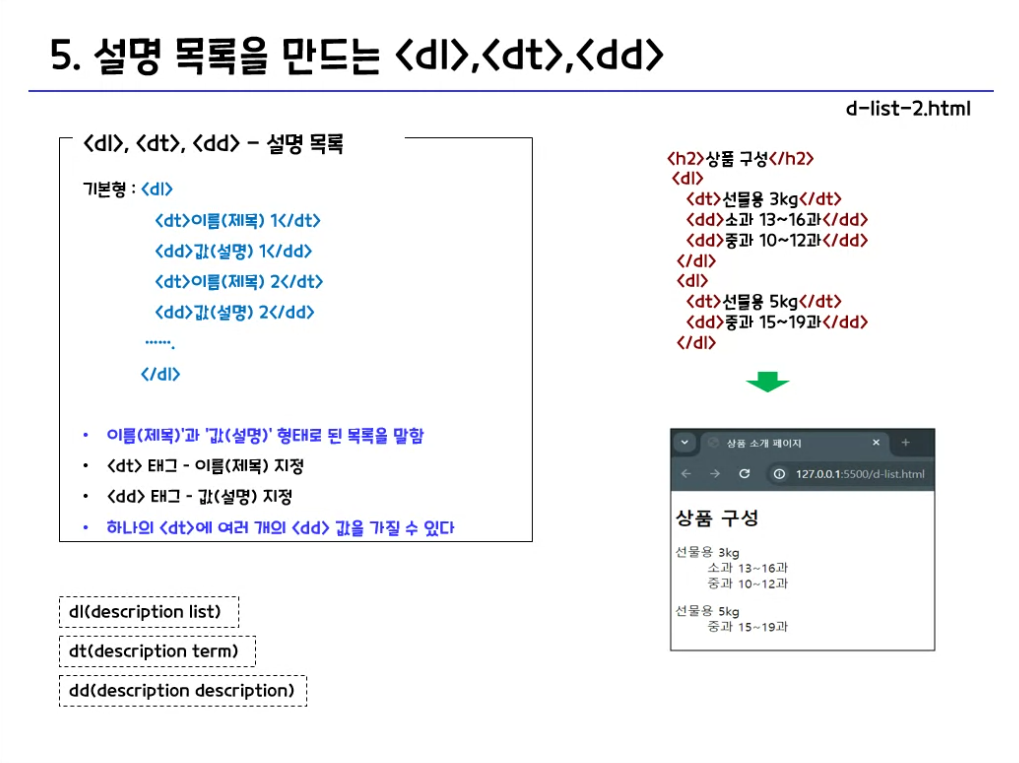 5. 설명 목록을 만드는 <dl>,<dt>,<dd>
d-list-2.html
<dl>, <dt>, <dd> - 설명 목록
기본형 : <dl>
<dt>이름(제목) 1</dt>
<dd>값(설명) 1</dd>
<dt>이름(제목) 2</dt>
<dd>값(설명) 2</dd>
…….
</dl>
• 이름(제목)'과 '값(설명)' 형태로 된 목록을 말함
• <dt> 태그 - 이름(제목) 지정
• <dd> 태그 - 값(설명) 지정
• 하나의 <dt>에 여러 개의 <dd> 값을 가질 수 있다
dl(description list)
dt(description term)
dd(description description)
<h2>상품 구성</h2>
<dl>
<dt>선물용 3kg</dt>
<dd>소과 13~16과</dd>
<dd>중과 10~12과</dd>
</dl>
<dl>
<dt>선물용 5kg</dt>
<dd>중과 15~19과</dd>
</dl>
상품 소개 페이지
127.0.0.1:5500/d-list.html
상품 구성
선물용 3kg
소과 13~16과
중과 10~12과
선물용 5kg
중과 15~19과